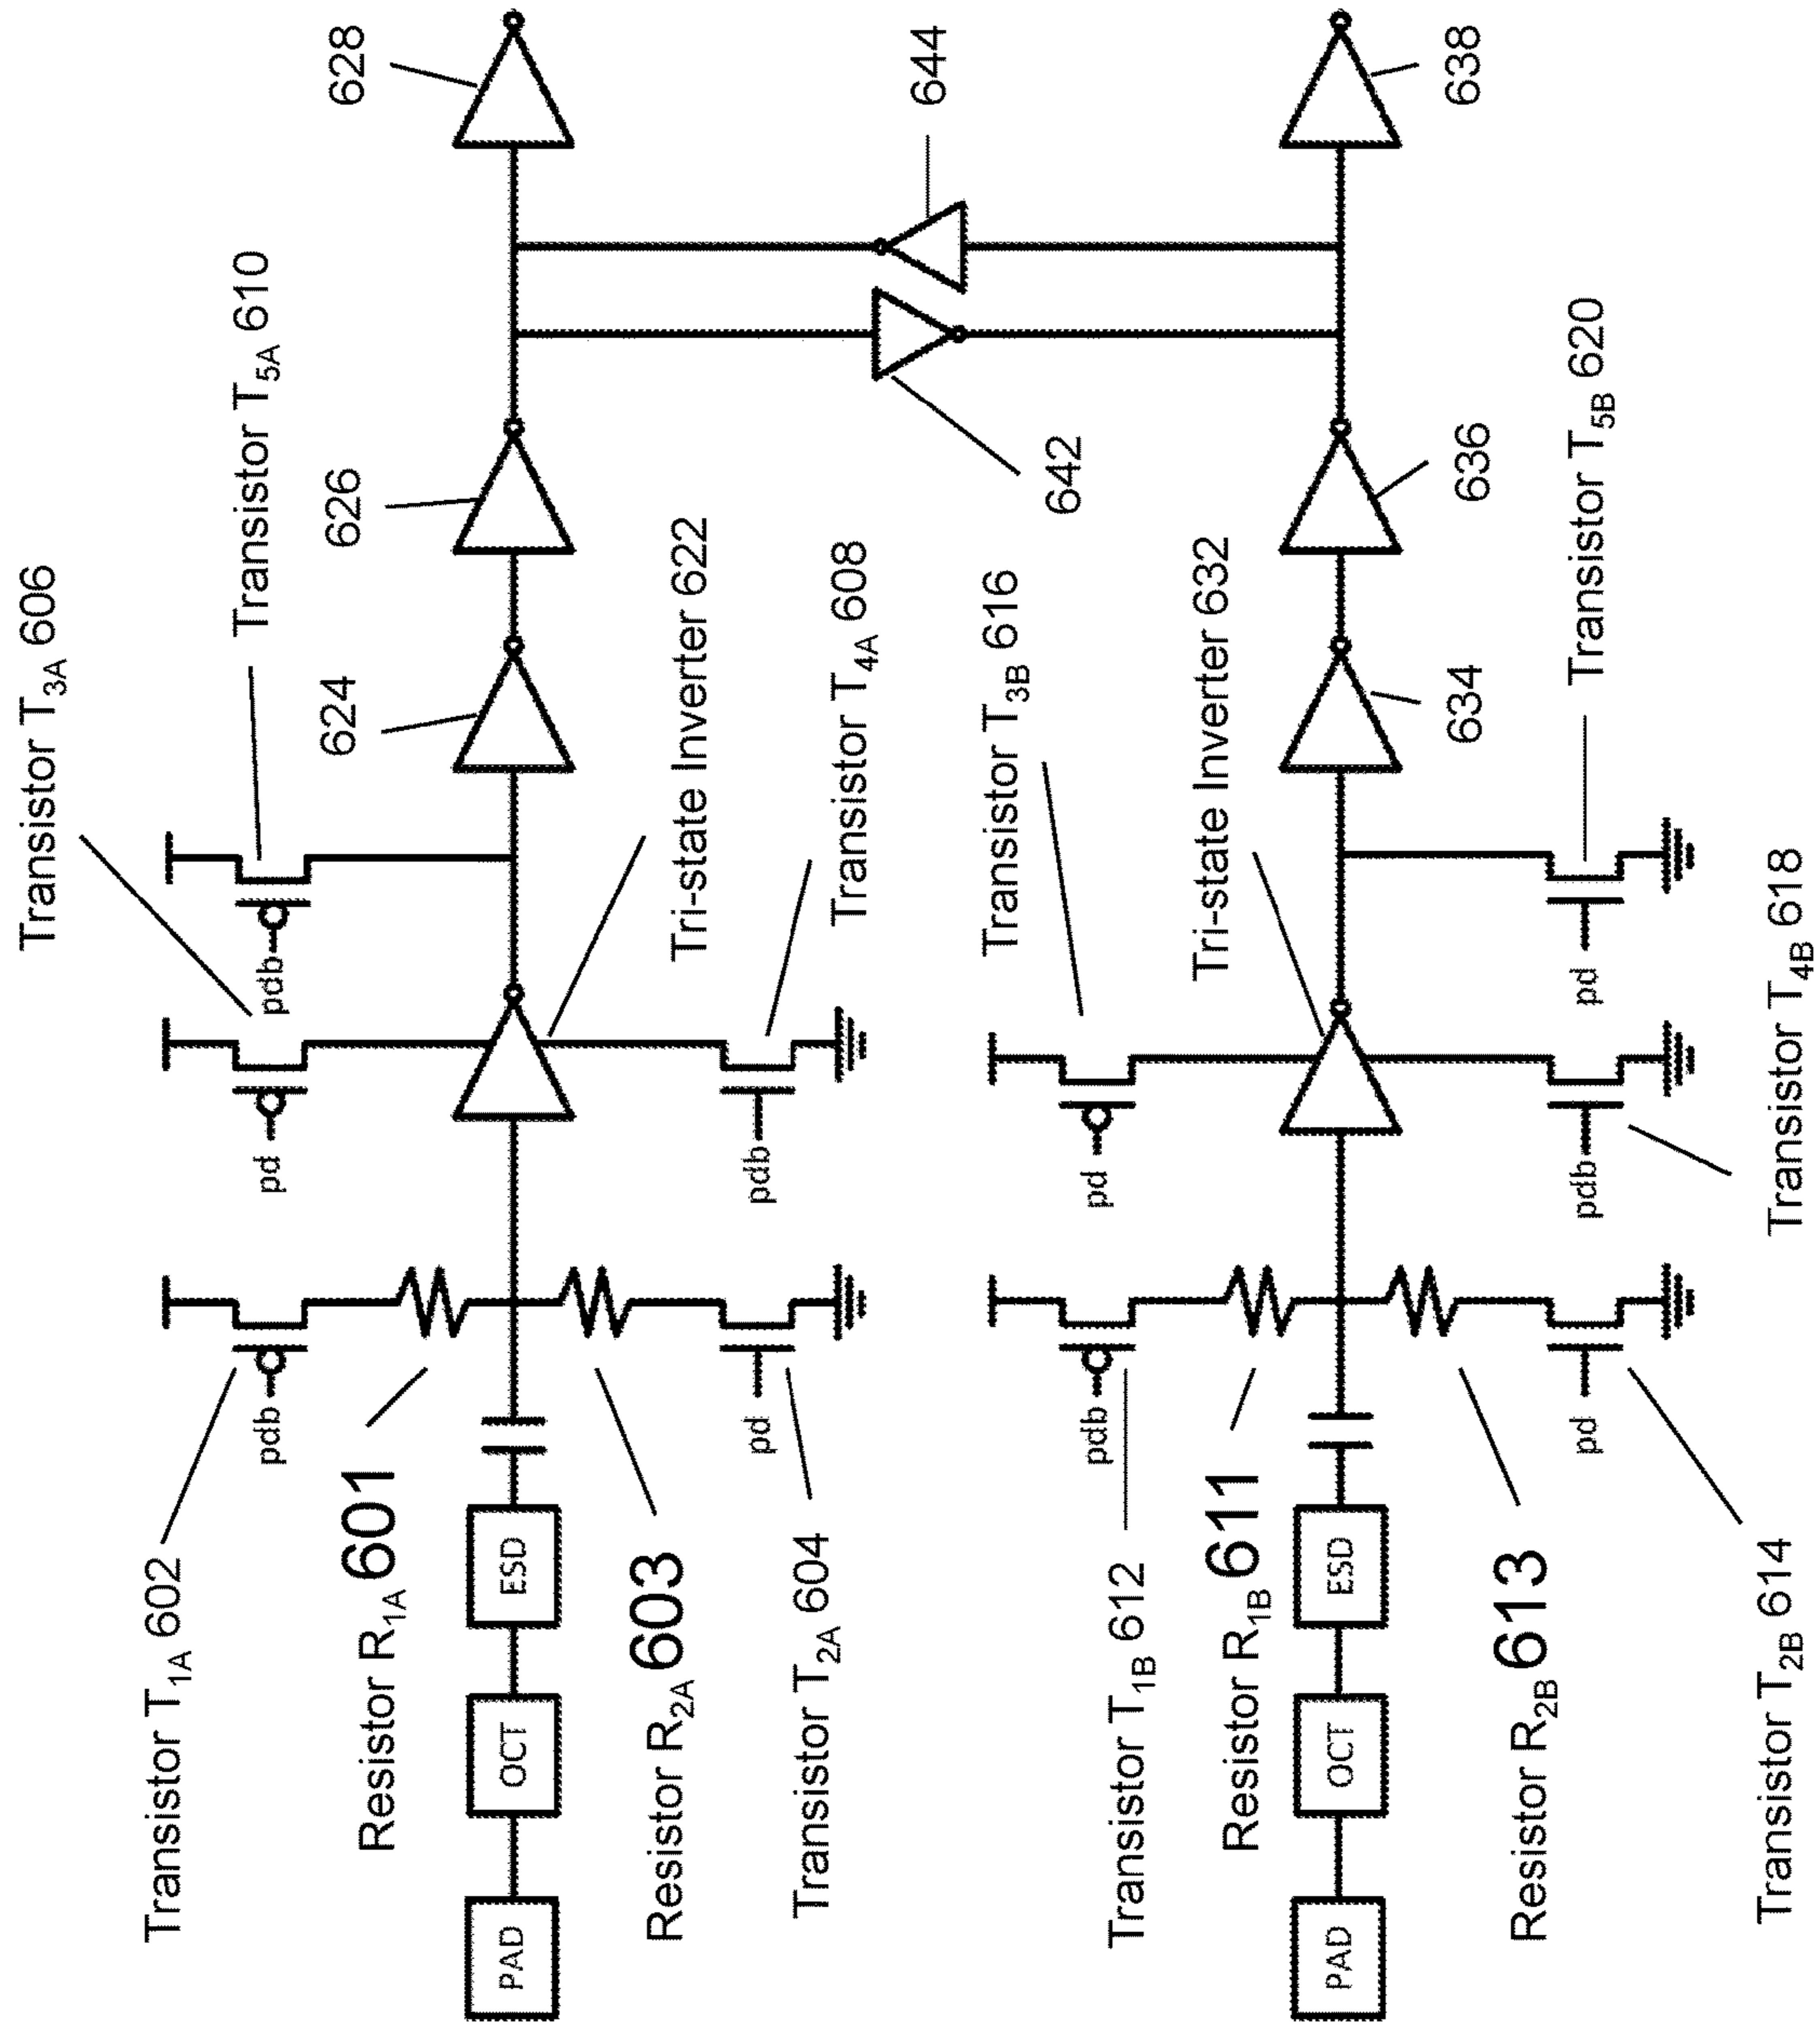 Transistor T3A 606
Transistor T5A 610
628
626
624
pdb
pd
Transistor T1A 602
pdb
Resistor R1A 601
PAD
OCT
ESD
Tri-state Inverter 622
644
642
Resistor R2A 603
pd
pdb
Transistor T2A 604
Transistor T4A 608
Transistor T3B 616
pd
Transistor T1B 612
pdb
Resistor R1B 611
Tri-state Inverter 632
PAD
OCT
ESD
634
636
638
Resistor R2B 613
pd
pdb
pd
Transistor T5B 620
Transistor T2B 614
Transistor T4B 618